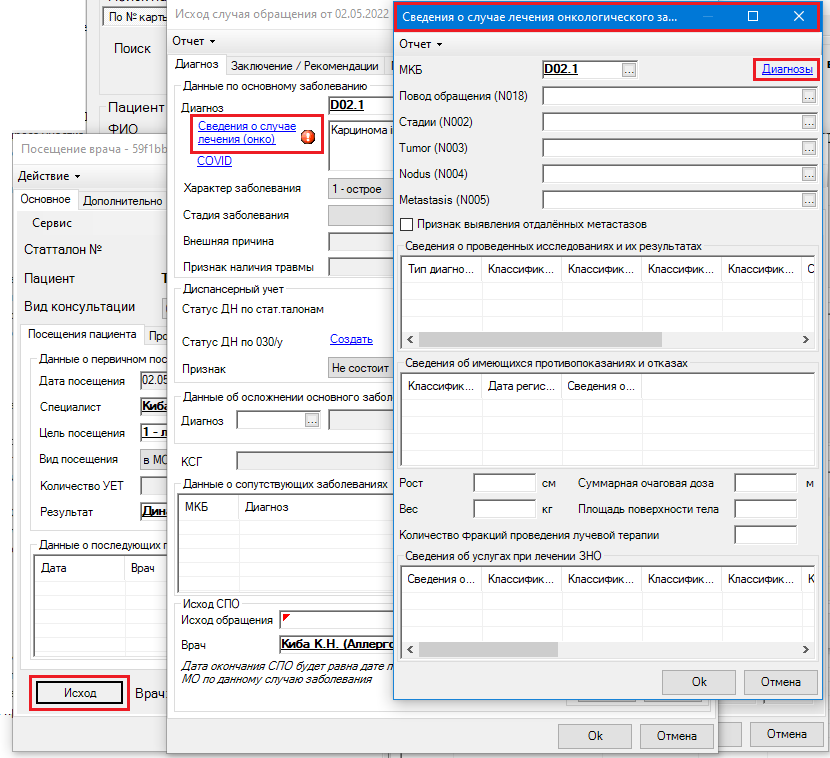 По № карты
Поиск
Пациент
ФИО
Посещение врача - 59f1bb
Действие
Основное
Дополнительно
Сервис
Статталон №
Пациент
Вид консультации
Посещения пациента
Данные о первичном пос
Дата посещения
02.05
Специалист
Киба
Цель посещения
1 - л
Вид посещения
в МО
Количество УЕТ
Результат
Дина
Данные о последующих п
Дата
Врач
Исход
Врач:
Исход случая обращения от 02.05.2022
Отчет
Диагноз
Заключение / Рекомендации
Данные по основному заболеванию
Диагноз
D02.1
Сведения о случае
лечения (онко)
Карцинома i
COVID
Характер заболевания
1 - острое
Стадия заболевания
Внешняя причина
Признак наличия травмы
Диспансерный учет
Статус ДН по стат.талонам
Статус ДН по 030/у
Создать
Признак
Не состоит
Данные об осложнении основного забол
Диагноз
...
КСГ
Данные о сопутствующих заболеваниях
МКБ
Диагноз
Исход СПО
Исход обращения
Врач
Киба К.Н. (Аллерго
Дата окончания СПО будет равна дате п
МО по данному случаю заболевания
Ok
Отмена
Отмена
Сведения о случае лечения онкологического за...
Отчет
МКБ
D02.1
...
Диагнозы
Повод обращения (N018)
...
Стадии (N002)
...
Tumor (N003)
...
Nodus (N004)
...
Metastasis (N005)
...
Признак выявления отдалённых метастазов
Сведения о проведенных исследованиях и их результатах
Тип диагно...
Классифик...
Классифик...
Классифик...
Классифик...
С
Сведения об имеющихся противопоказаниях и отказах
Классифик...
Дата регис...
Сведения о...
Рост
см
Суммарная очаговая доза
м
Вес
кг
Площадь поверхности тела
Количество фракций проведения лучевой терапии
Сведения об услугах при лечении ЗНО
Сведения о...
Классифик...
Классифик...
Классифик...
Классифик...
К
Ok
Отмена